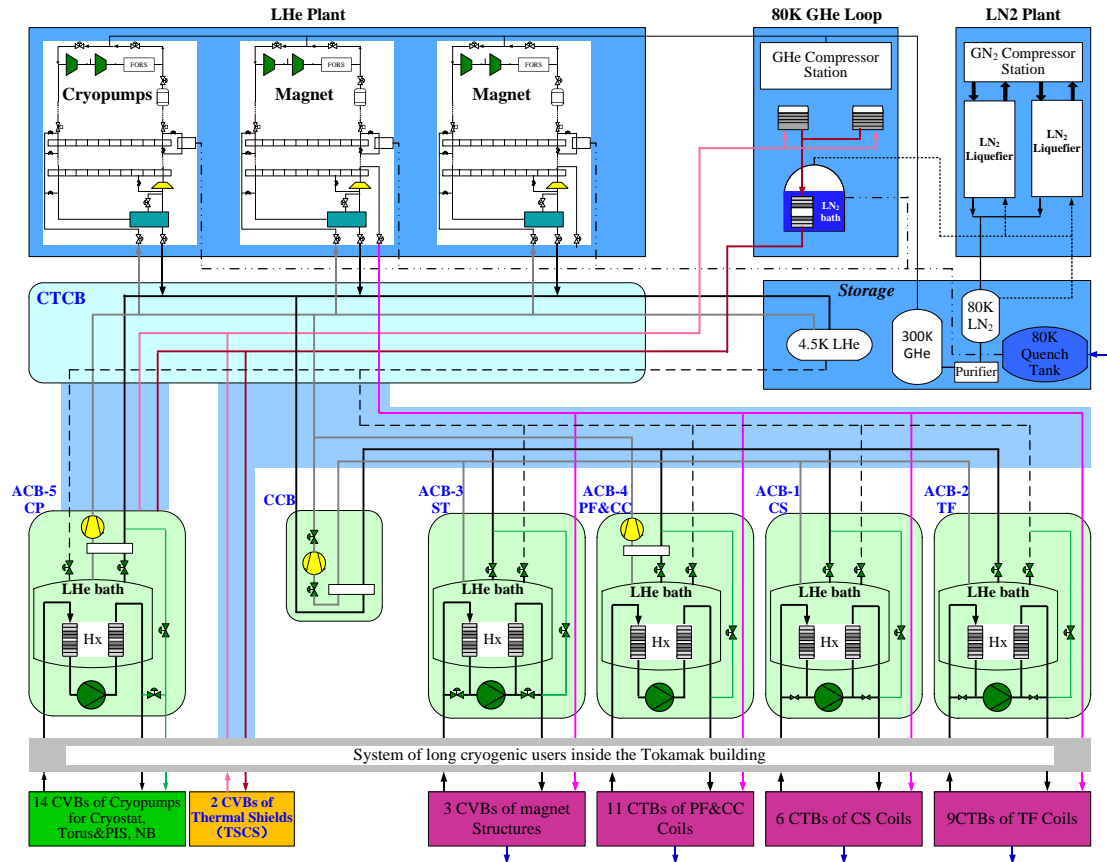 LHe Plant
80K GHe Loop
LN2 Plant
FORS
FORS
FORS
Cryopumps
Magnet
Magnet
GHe Compressor
Station
GN2 Compressor
Station
LN2
Liquefier
LN2
Liquefier
LN2
bath
CTCB
Storage
4.5K LHe
300K
GHe
80K
LN2
Purifier
80K
Quench
Tank
ACB-5
CP
CCB
ACB-3
ST
ACB-4
PF&CC
ACB-1
CS
ACB-2
TF
LHe bath
Hx
LHe bath
Hx
LHe bath
Hx
LHe bath
Hx
LHe bath
Hx
System of long cryogenic users inside the Tokamak building
14 CVBs of Cryopumps
for Cryostat,
Torus&PIS, NB
2 CVBs of
Thermal Shields
（TSCS）
3 CVBs of magnet
Structures
11 CTBs of PF&CC
Coils
6 CTBs of CS Coils
9CTBs of TF Coils